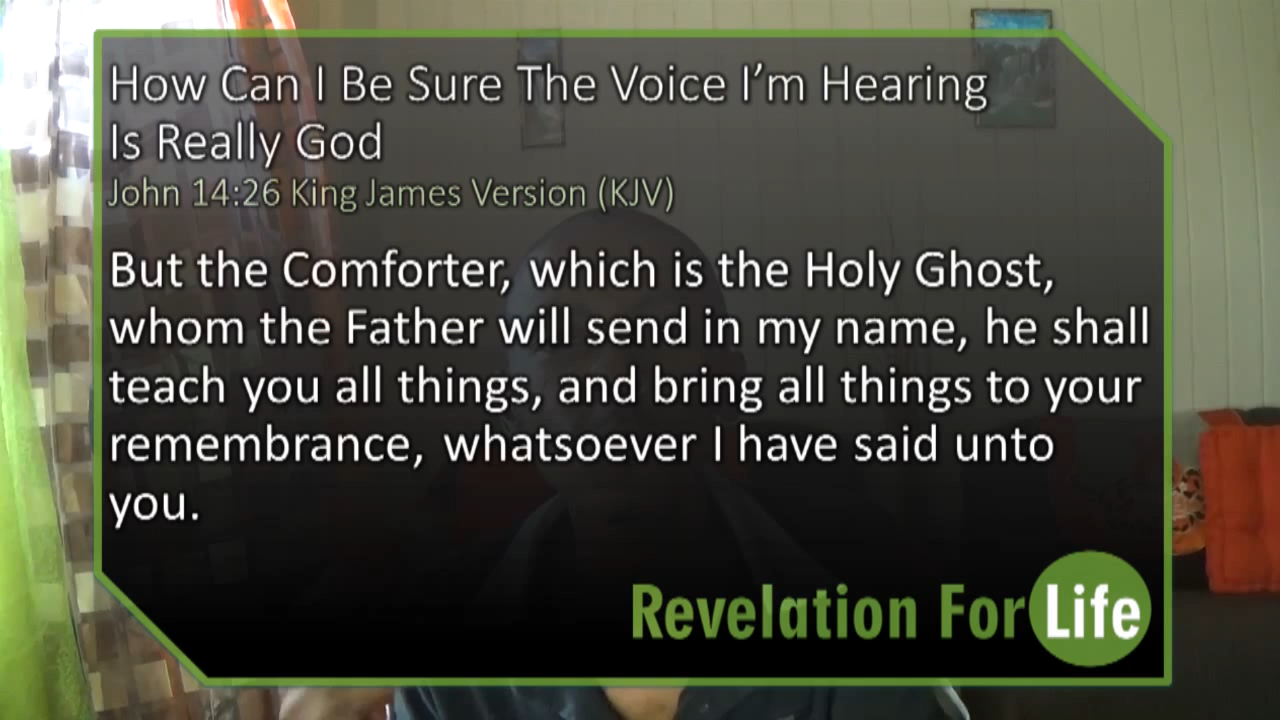 How Can I Be Sure The Voice I’m Hearing
Is Really God
John 14:26 King James Version (KJV)
But the Comforter, which is the Holy Ghost,
whom the Father will send in my name, he shall
teach you all things, and bring all things to your
remembrance, whatsoever I have said unto
you.
Revelation For Life